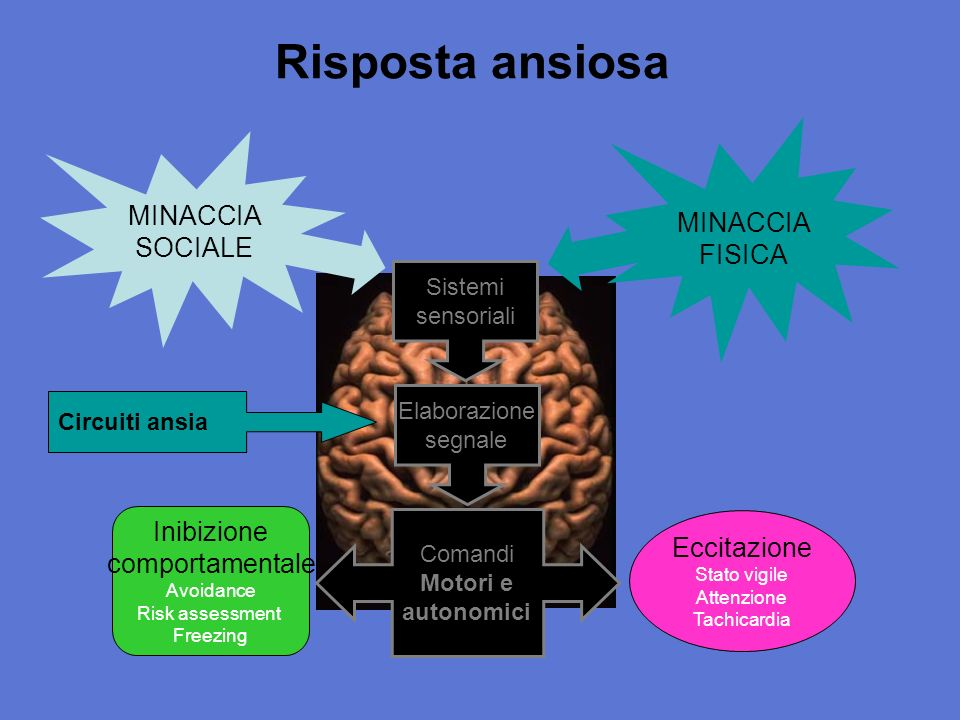 Risposta ansiosa
MINACCIA
SOCIALE
MINACCIA
FISICA
Sistemi
sensoriali
Circuiti ansia
Elaborazione
segnale
Inibizione
comportamentale
Avoidance
Risk assessment
Freezing
Comandi
Motori e
autonomici
Eccitazione
Stato vigile
Attenzione
Tachicardia